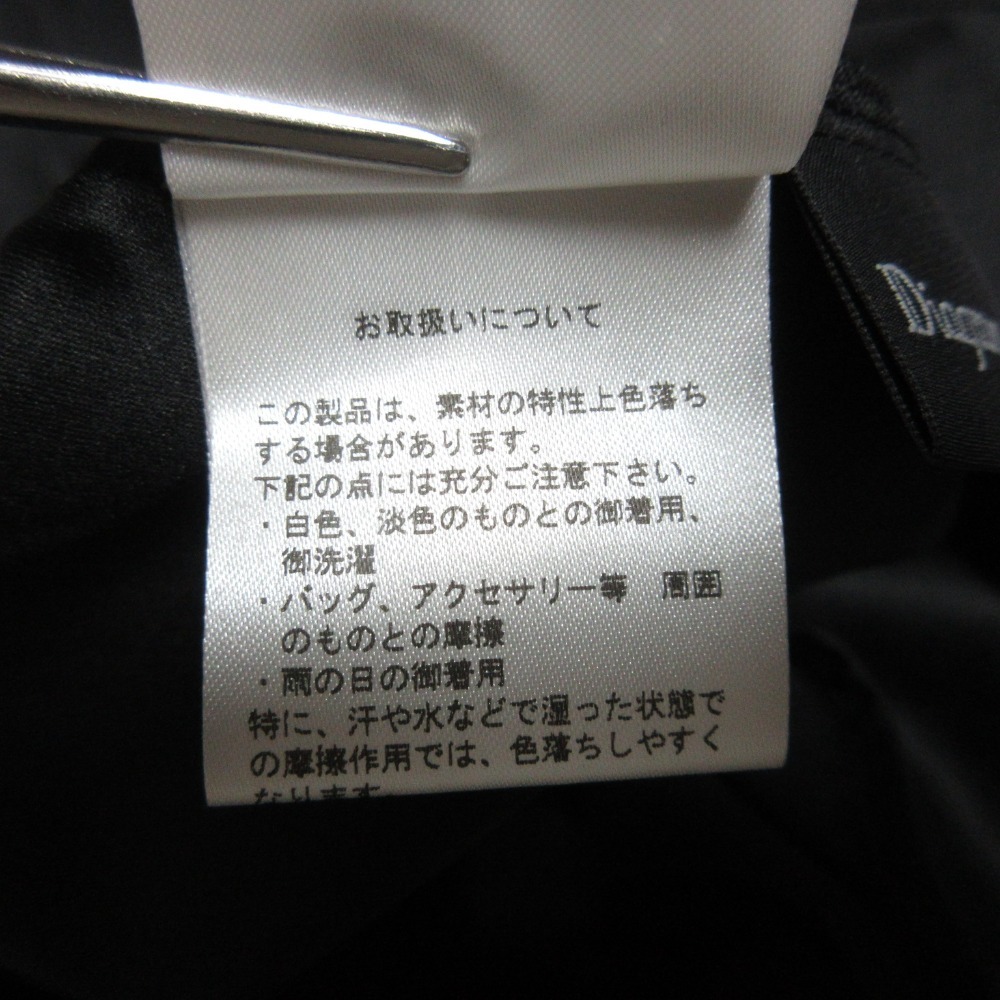 お取扱いについて
この製品は、素材の特性上色落ち
する場合があります。
下記の点には充分ご注意下さい。
・白色、淡色のものとの御着用、
御洗濯
・バッグ、アクセサリー等　周囲
のものとの摩擦
・雨の日の御着用
特に、汗や水などで湿った状態で
の摩擦作用では、色落ちしやすく
なります